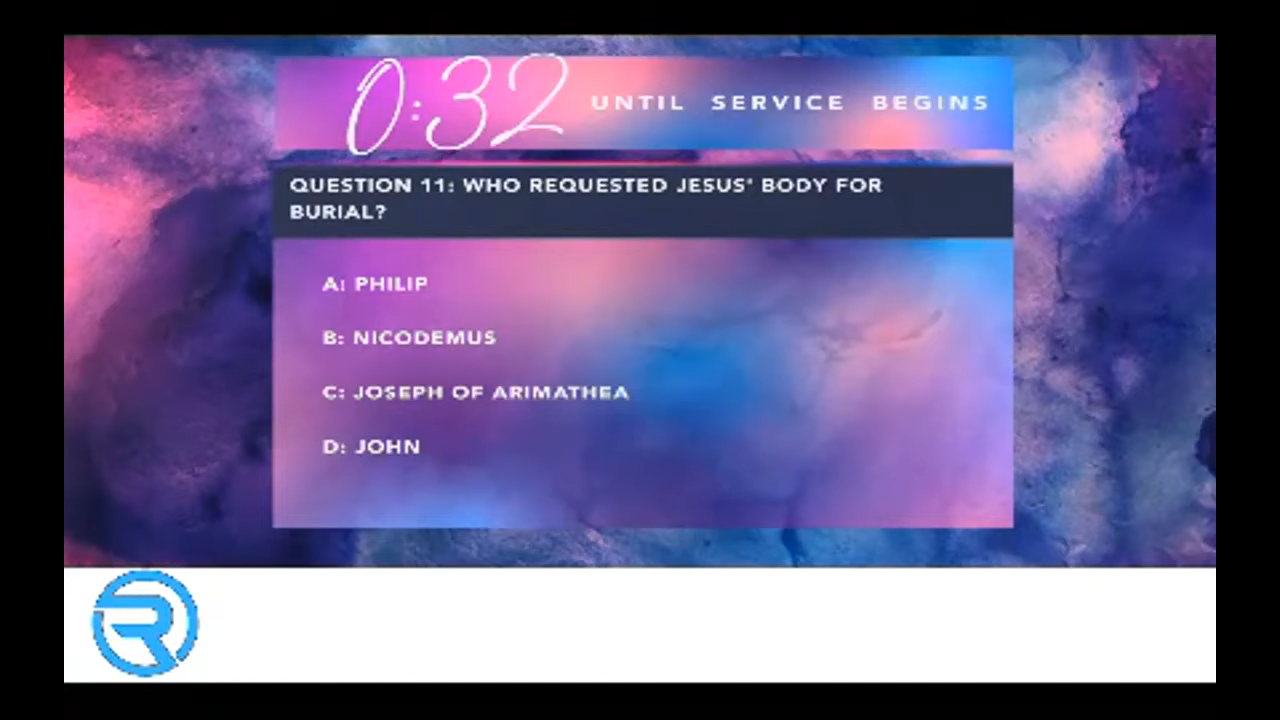 0:32 UNTIL SERVICE BEGINS
QUESTION 11: WHO REQUESTED JESUS' BODY FOR
BURIAL?
A: PHILIP
B: NICODEMUS
C: JOSEPH OF ARIMATHEA
D: JOHN
R